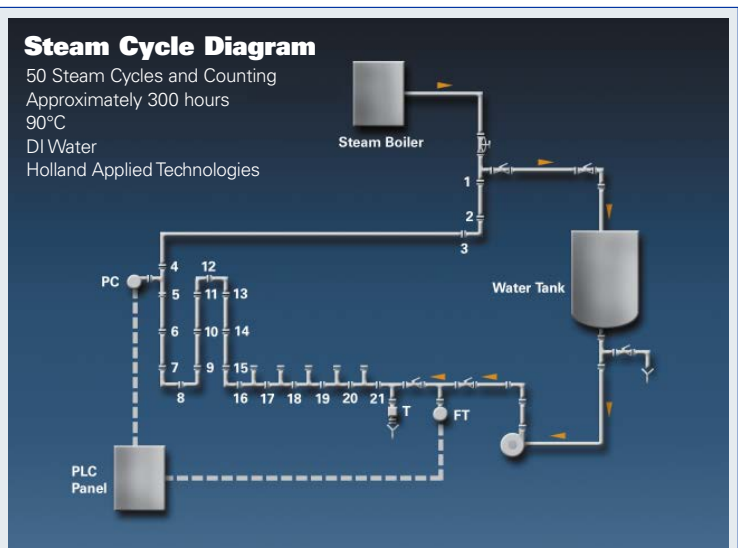 Steam Cycle Diagram
50 Steam Cycles and Counting
Approximately 300 hours
90°C
DI Water
Holland Applied Technologies
Steam Boiler
1
2
3
4
12
PC
5
11
13
Water Tank
6
10
14
7
9
15
8
16
17
18
19
20
21
T
FT
PLC
Panel